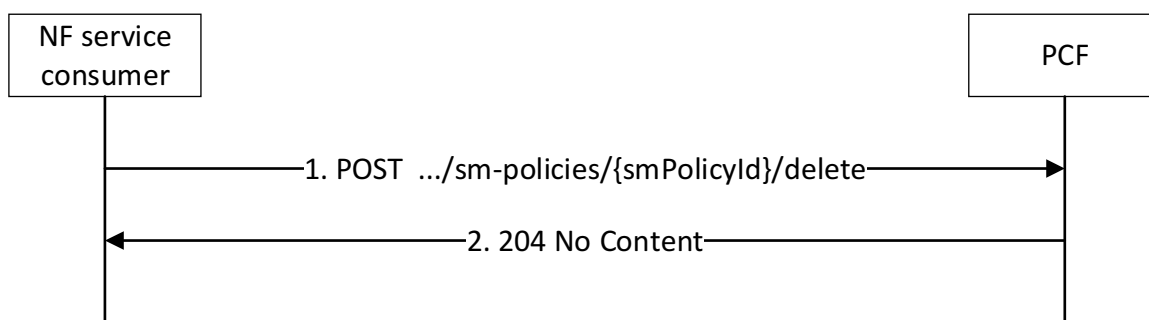 NF service
consumer
PCF
1. POST .../sm-policies/{smPolicyId}/delete
2. 204 No Content